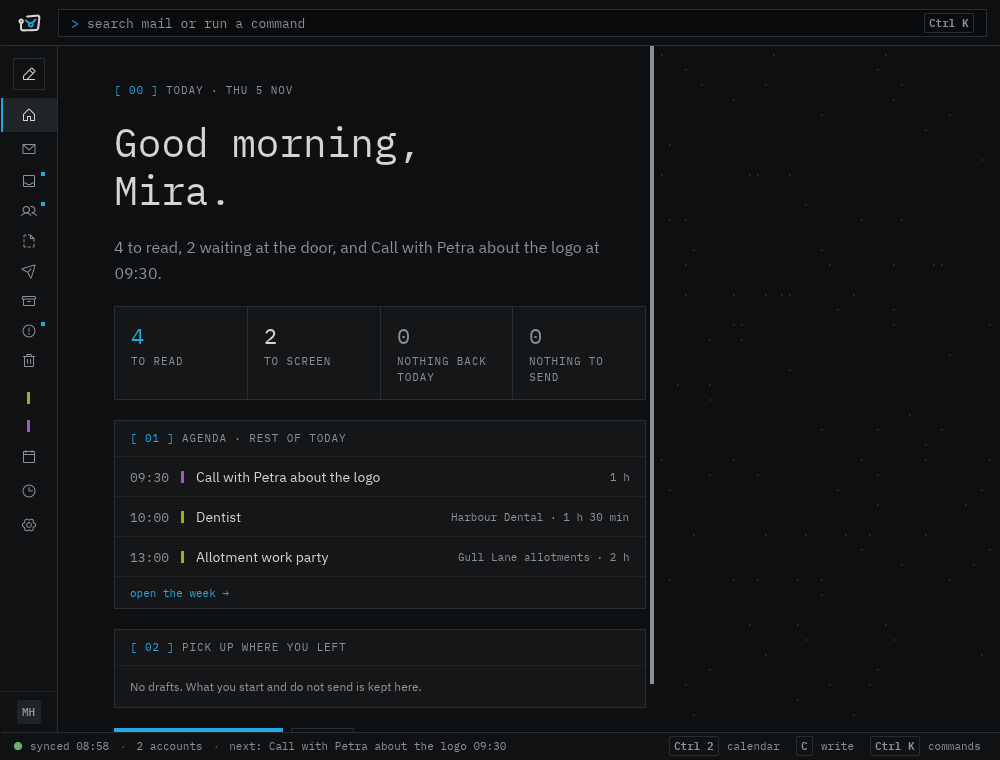 > search mail or run a command
Ctrl K
[ 00 ] TODAY · THU 5 NOV
Good morning,
Mira.
4 to read, 2 waiting at the door, and Call with Petra about the logo at
09:30.
4
TO READ
2
TO SCREEN
0
NOTHING BACK
TODAY
0
NOTHING TO
SEND
[ 01 ] AGENDA · REST OF TODAY
09:30 Call with Petra about the logo 1 h
10:00 Dentist Harbour Dental · 1 h 30 min
13:00 Allotment work party Gull Lane allotments · 2 h
open the week →
[ 02 ] PICK UP WHERE YOU LEFT
No drafts. What you start and do not send is kept here.
MH
synced 08:58 · 2 accounts · next: Call with Petra about the logo 09:30
Ctrl 2 calendar C write Ctrl K commands